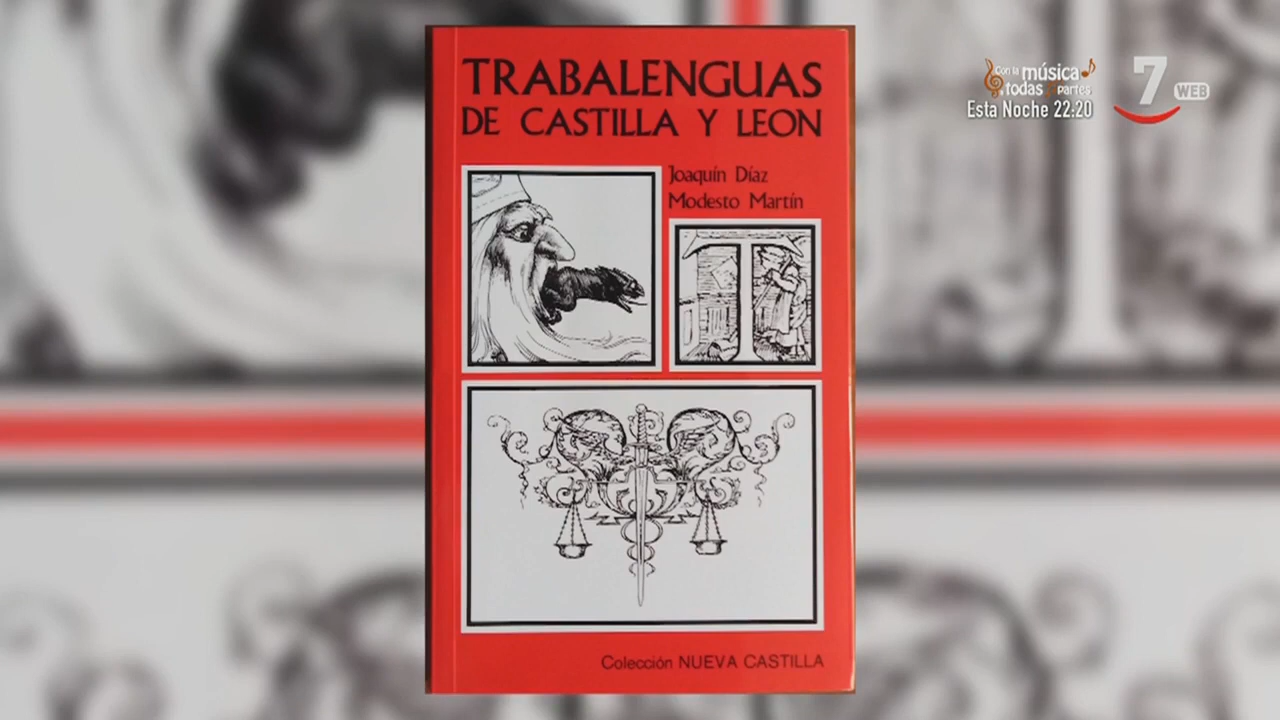 TRABALENGUAS
DE CASTILLA Y LEON
Joaquín Díaz
Modesto Martín
T
Colección NUEVA CASTILLA
Con la
música
todas partes
Esta Noche 22:20
7
WEB